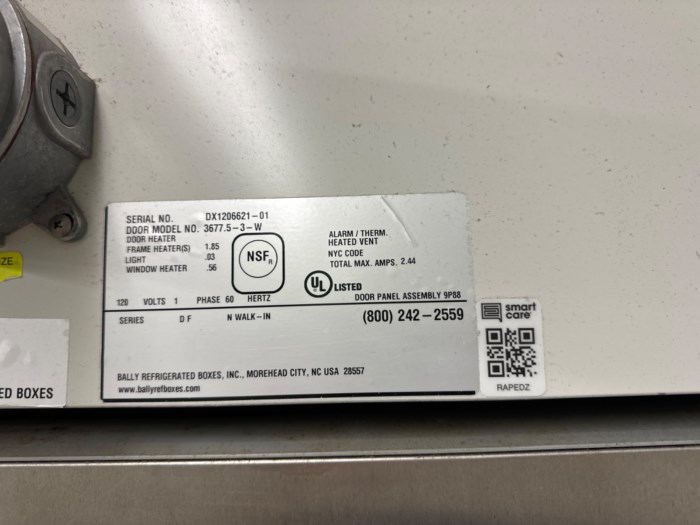 SERIAL NO. DX1206621-01
DOOR MODEL NO. 3677.5-3-W
DOOR HEATER
FRAME HEATER(S) 1.85
LIGHT .03
WINDOW HEATER .56
NSF®
ALARM / THERM.
HEATED VENT
NYC CODE
TOTAL MAX. AMPS. 2.44
UL LISTED
120 VOLTS 1 PHASE 60 HERTZ
DOOR PANEL ASSEMBLY 9P88
SERIES D F N WALK-IN (800) 242-2559
BALLY REFRIGERATED BOXES, INC., MOREHEAD CITY, NC USA 28557
www.ballyrefboxes.com
smart
care
RAPEDZ
ZE
ED BOXES